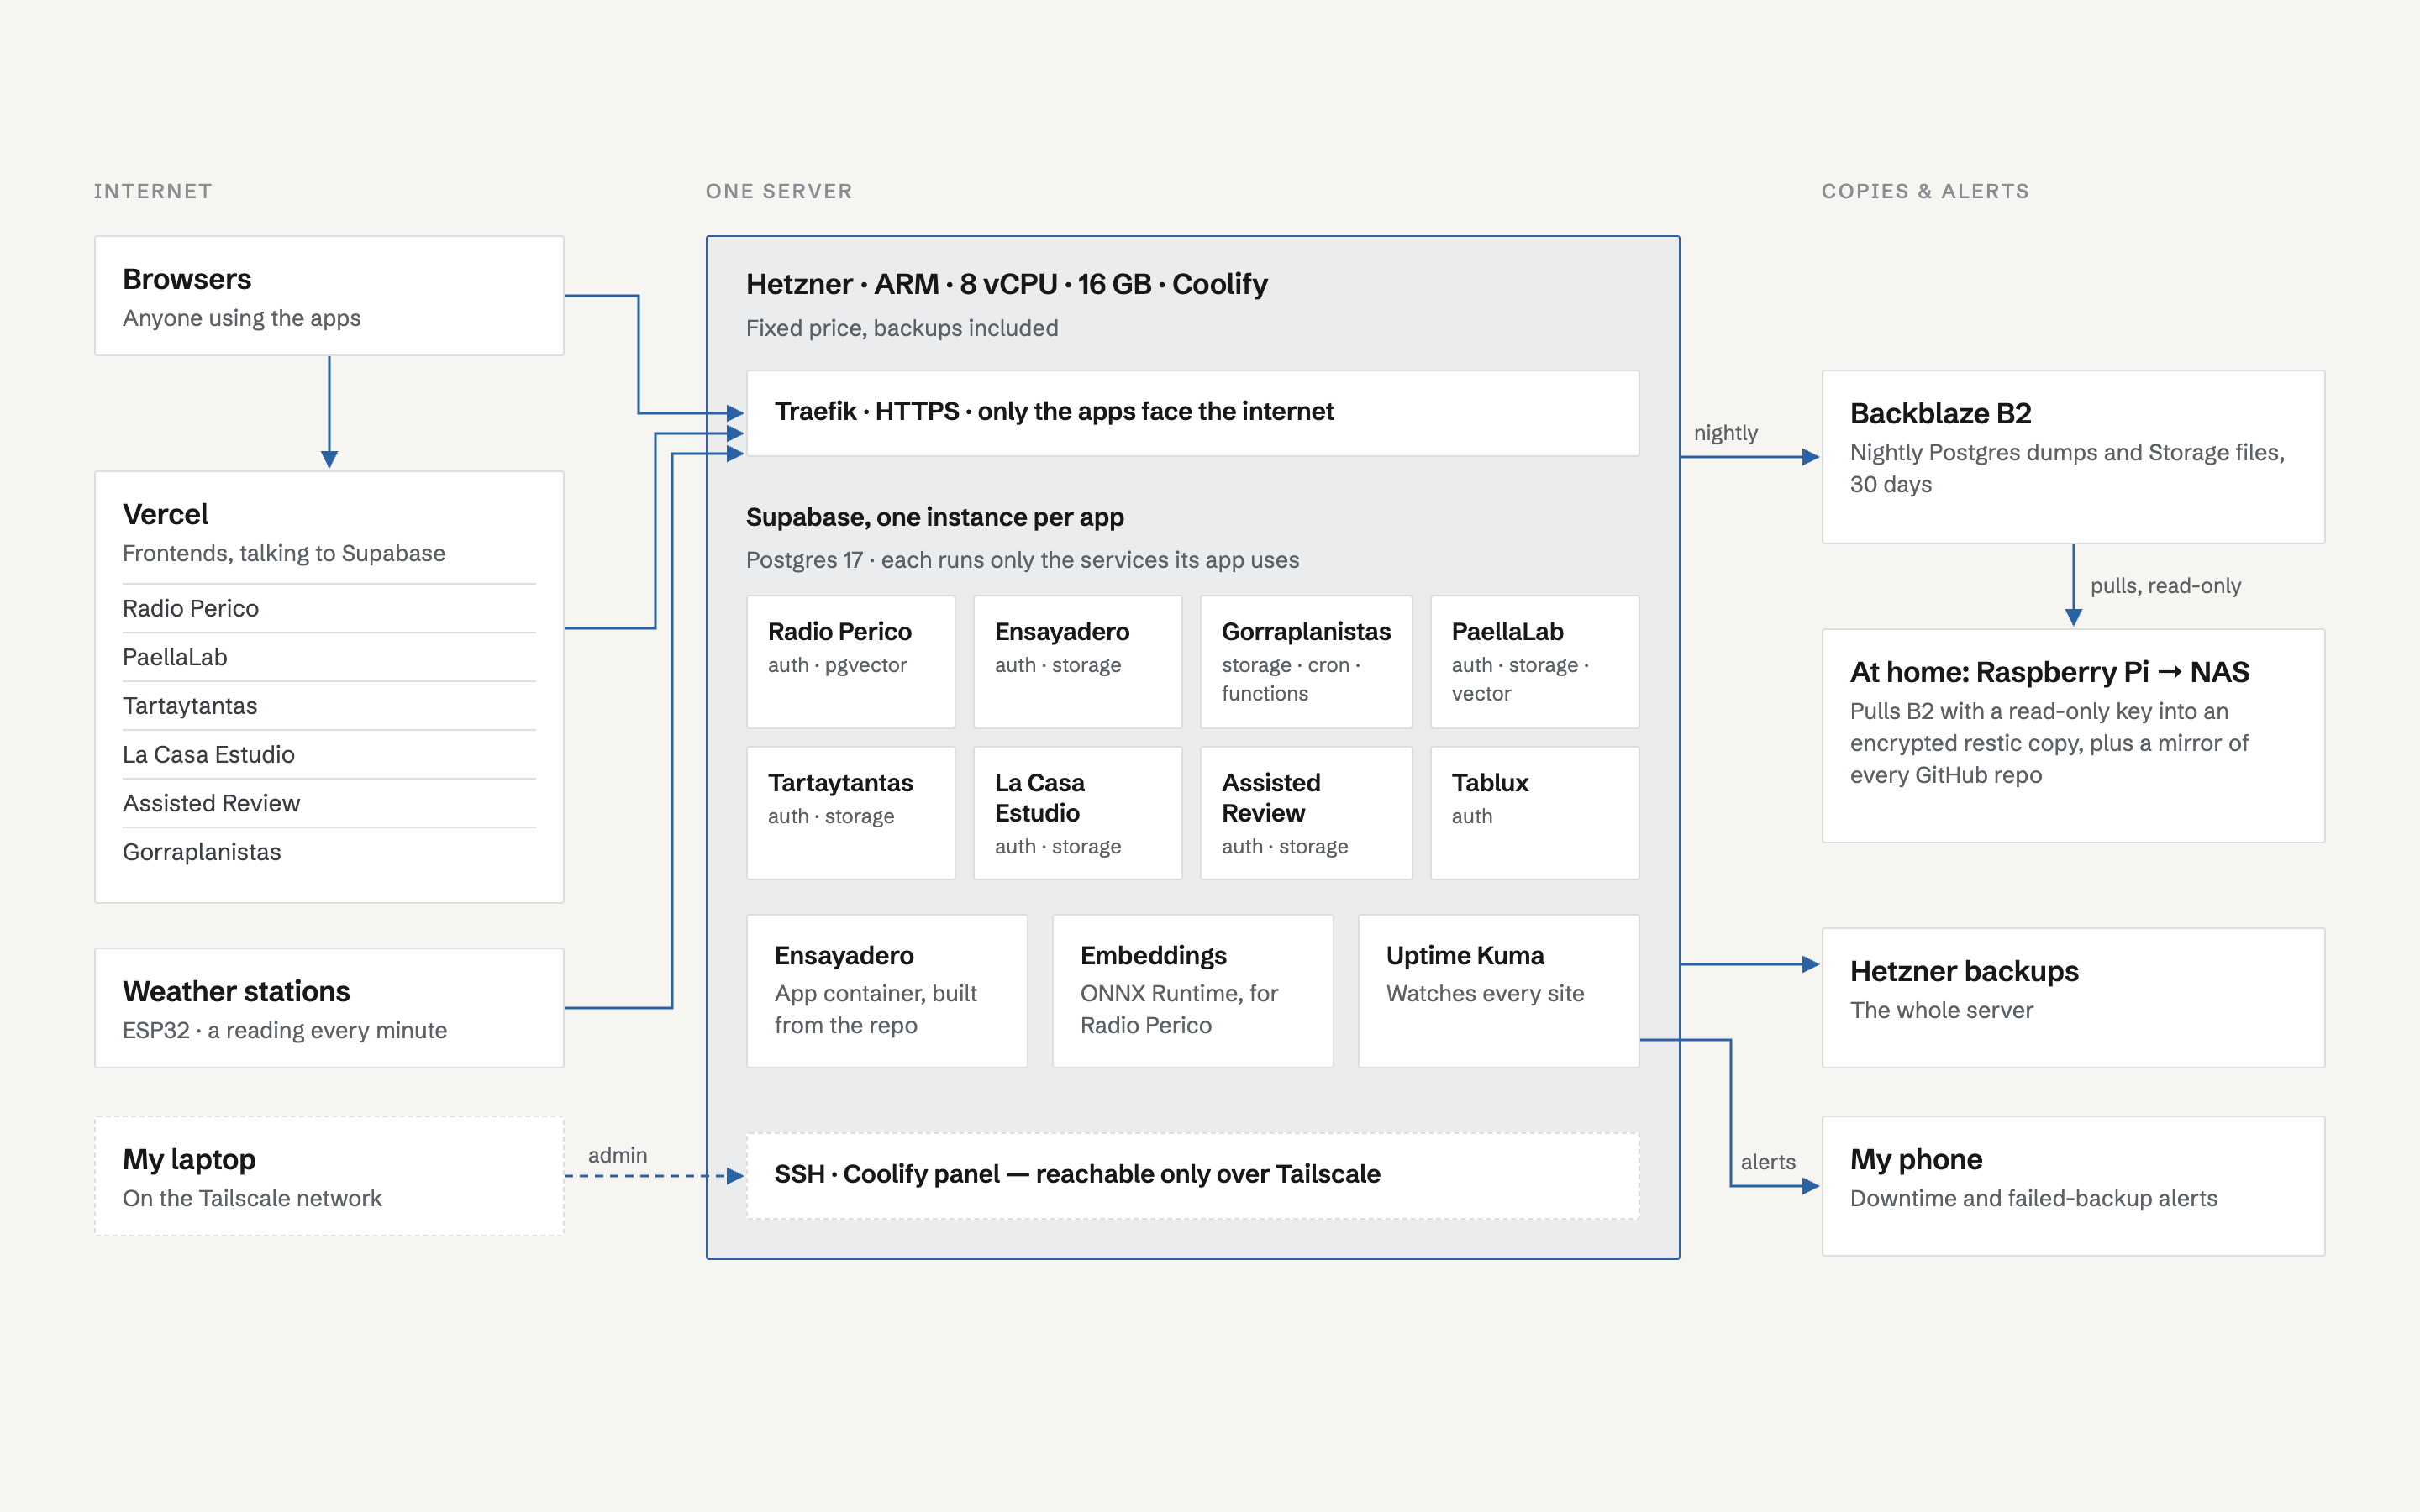 INTERNET
Browsers
Anyone using the apps
Vercel
Frontends, talking to Supabase
Radio Perico
PaellaLab
Tartaytantas
La Casa Estudio
Assisted Review
Gorraplanistas
Weather stations
ESP32 · a reading every minute
My laptop
On the Tailscale network
admin
ONE SERVER
Hetzner · ARM · 8 vCPU · 16 GB · Coolify
Fixed price, backups included
Traefik · HTTPS · only the apps face the internet
Supabase, one instance per app
Postgres 17 · each runs only the services its app uses
Radio Perico
auth · pgvector
Ensayadero
auth · storage
Gorraplanistas
storage · cron ·
functions
PaellaLab
auth · storage ·
vector
Tartaytantas
auth · storage
La Casa
Estudio
auth · storage
Assisted
Review
auth · storage
Tablux
auth
Ensayadero
App container, built
from the repo
Embeddings
ONNX Runtime, for
Radio Perico
Uptime Kuma
Watches every site
SSH · Coolify panel — reachable only over Tailscale
COPIES & ALERTS
nightly
Backblaze B2
Nightly Postgres dumps and Storage files,
30 days
pulls, read-only
At home: Raspberry Pi → NAS
Pulls B2 with a read-only key into an
encrypted restic copy, plus a mirror of
every GitHub repo
Hetzner backups
The whole server
alerts
My phone
Downtime and failed-backup alerts